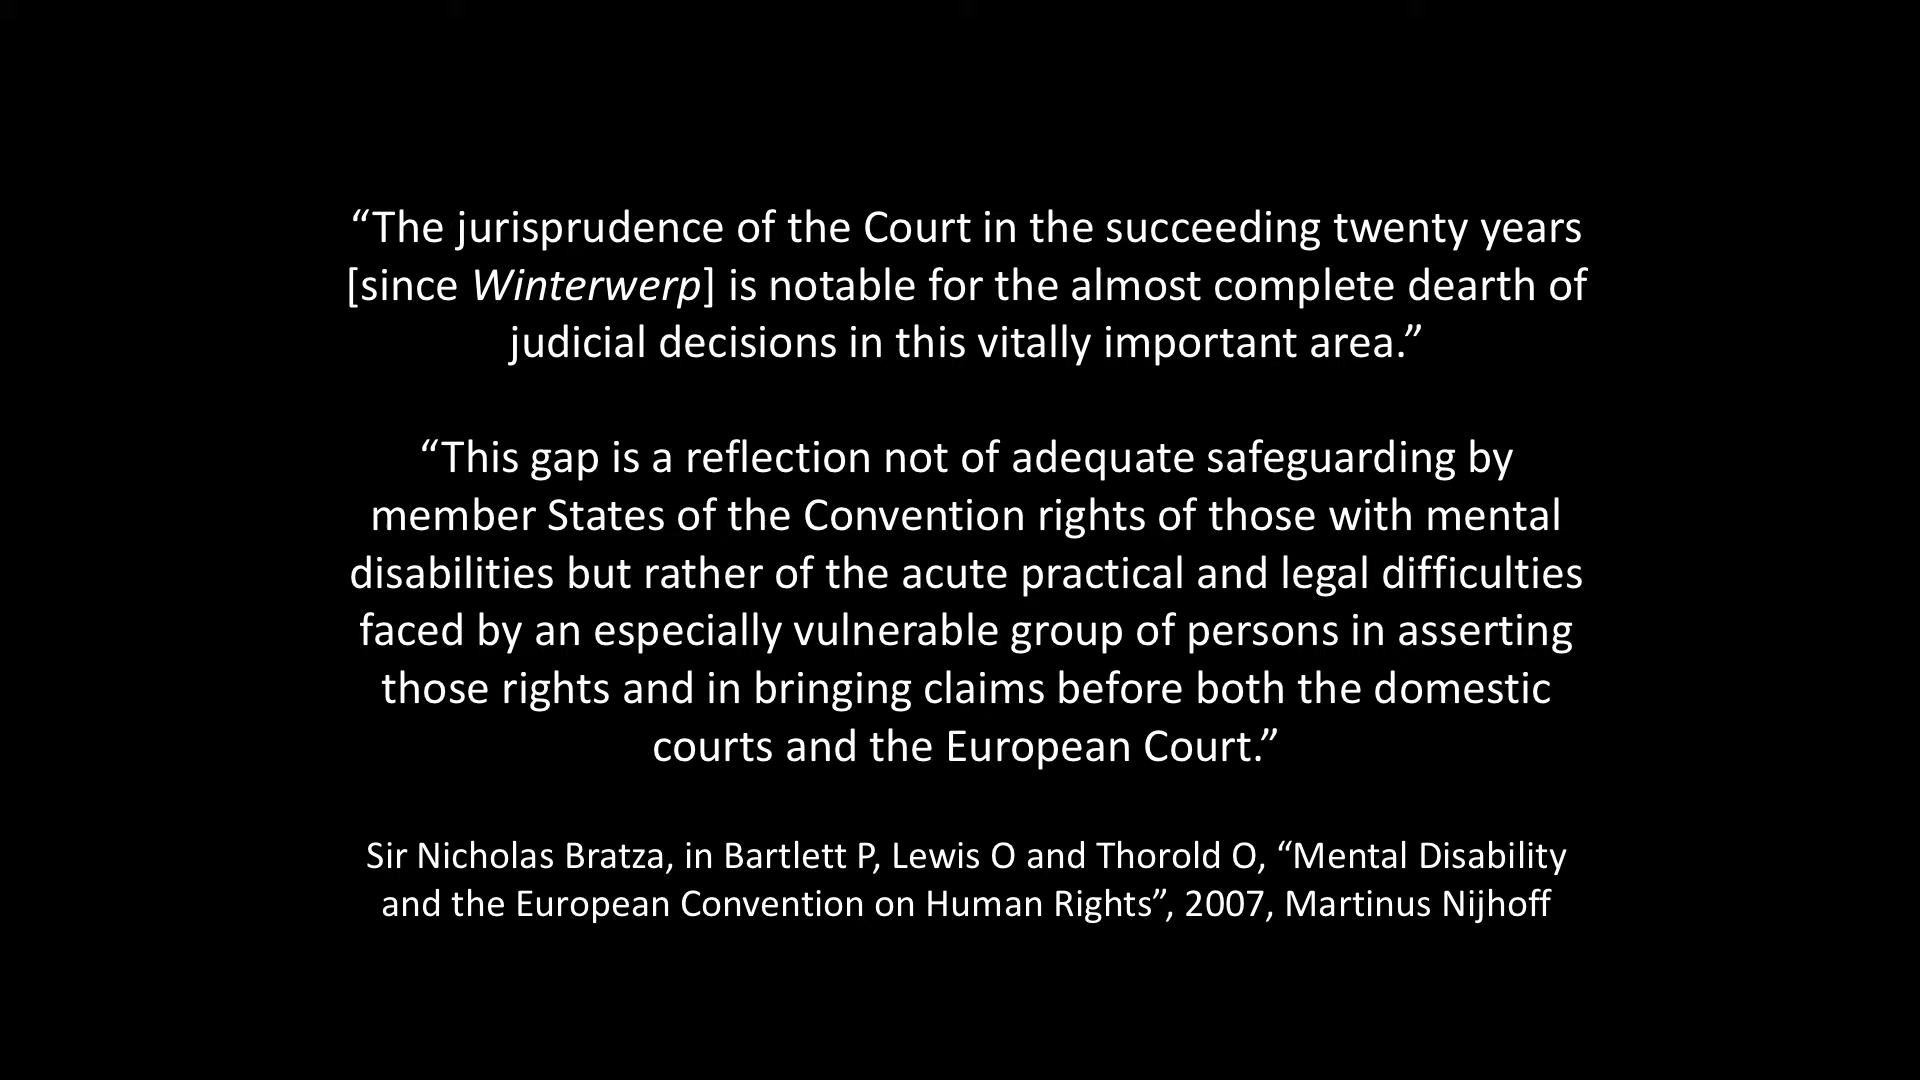 “The jurisprudence of the Court in the succeeding twenty years
[since Winterwerp] is notable for the almost complete dearth of
judicial decisions in this vitally important area.”
“This gap is a reflection not of adequate safeguarding by
member States of the Convention rights of those with mental
disabilities but rather of the acute practical and legal difficulties
faced by an especially vulnerable group of persons in asserting
those rights and in bringing claims before both the domestic
courts and the European Court.”
Sir Nicholas Bratza, in Bartlett P, Lewis O and Thorold O, “Mental Disability
and the European Convention on Human Rights”, 2007, Martinus Nijhoff